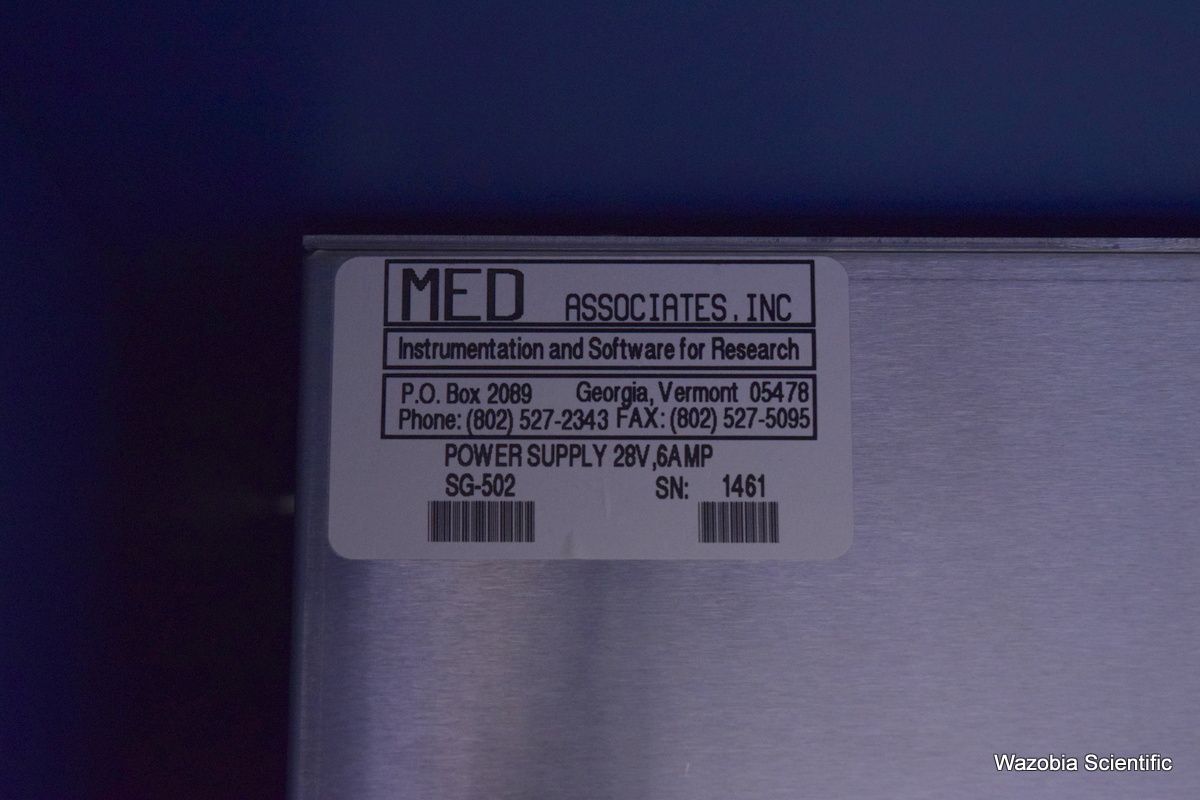 MED ASSOCIATES, INC
Instrumentation and Software for Research
P.O. Box 2089 Georgia, Vermont 05478
Phone: (802) 527-2343 FAX: (802) 527-5095
POWER SUPPLY 28V,6AMP
SG-502 SN: 1461
Wazobia Scientific